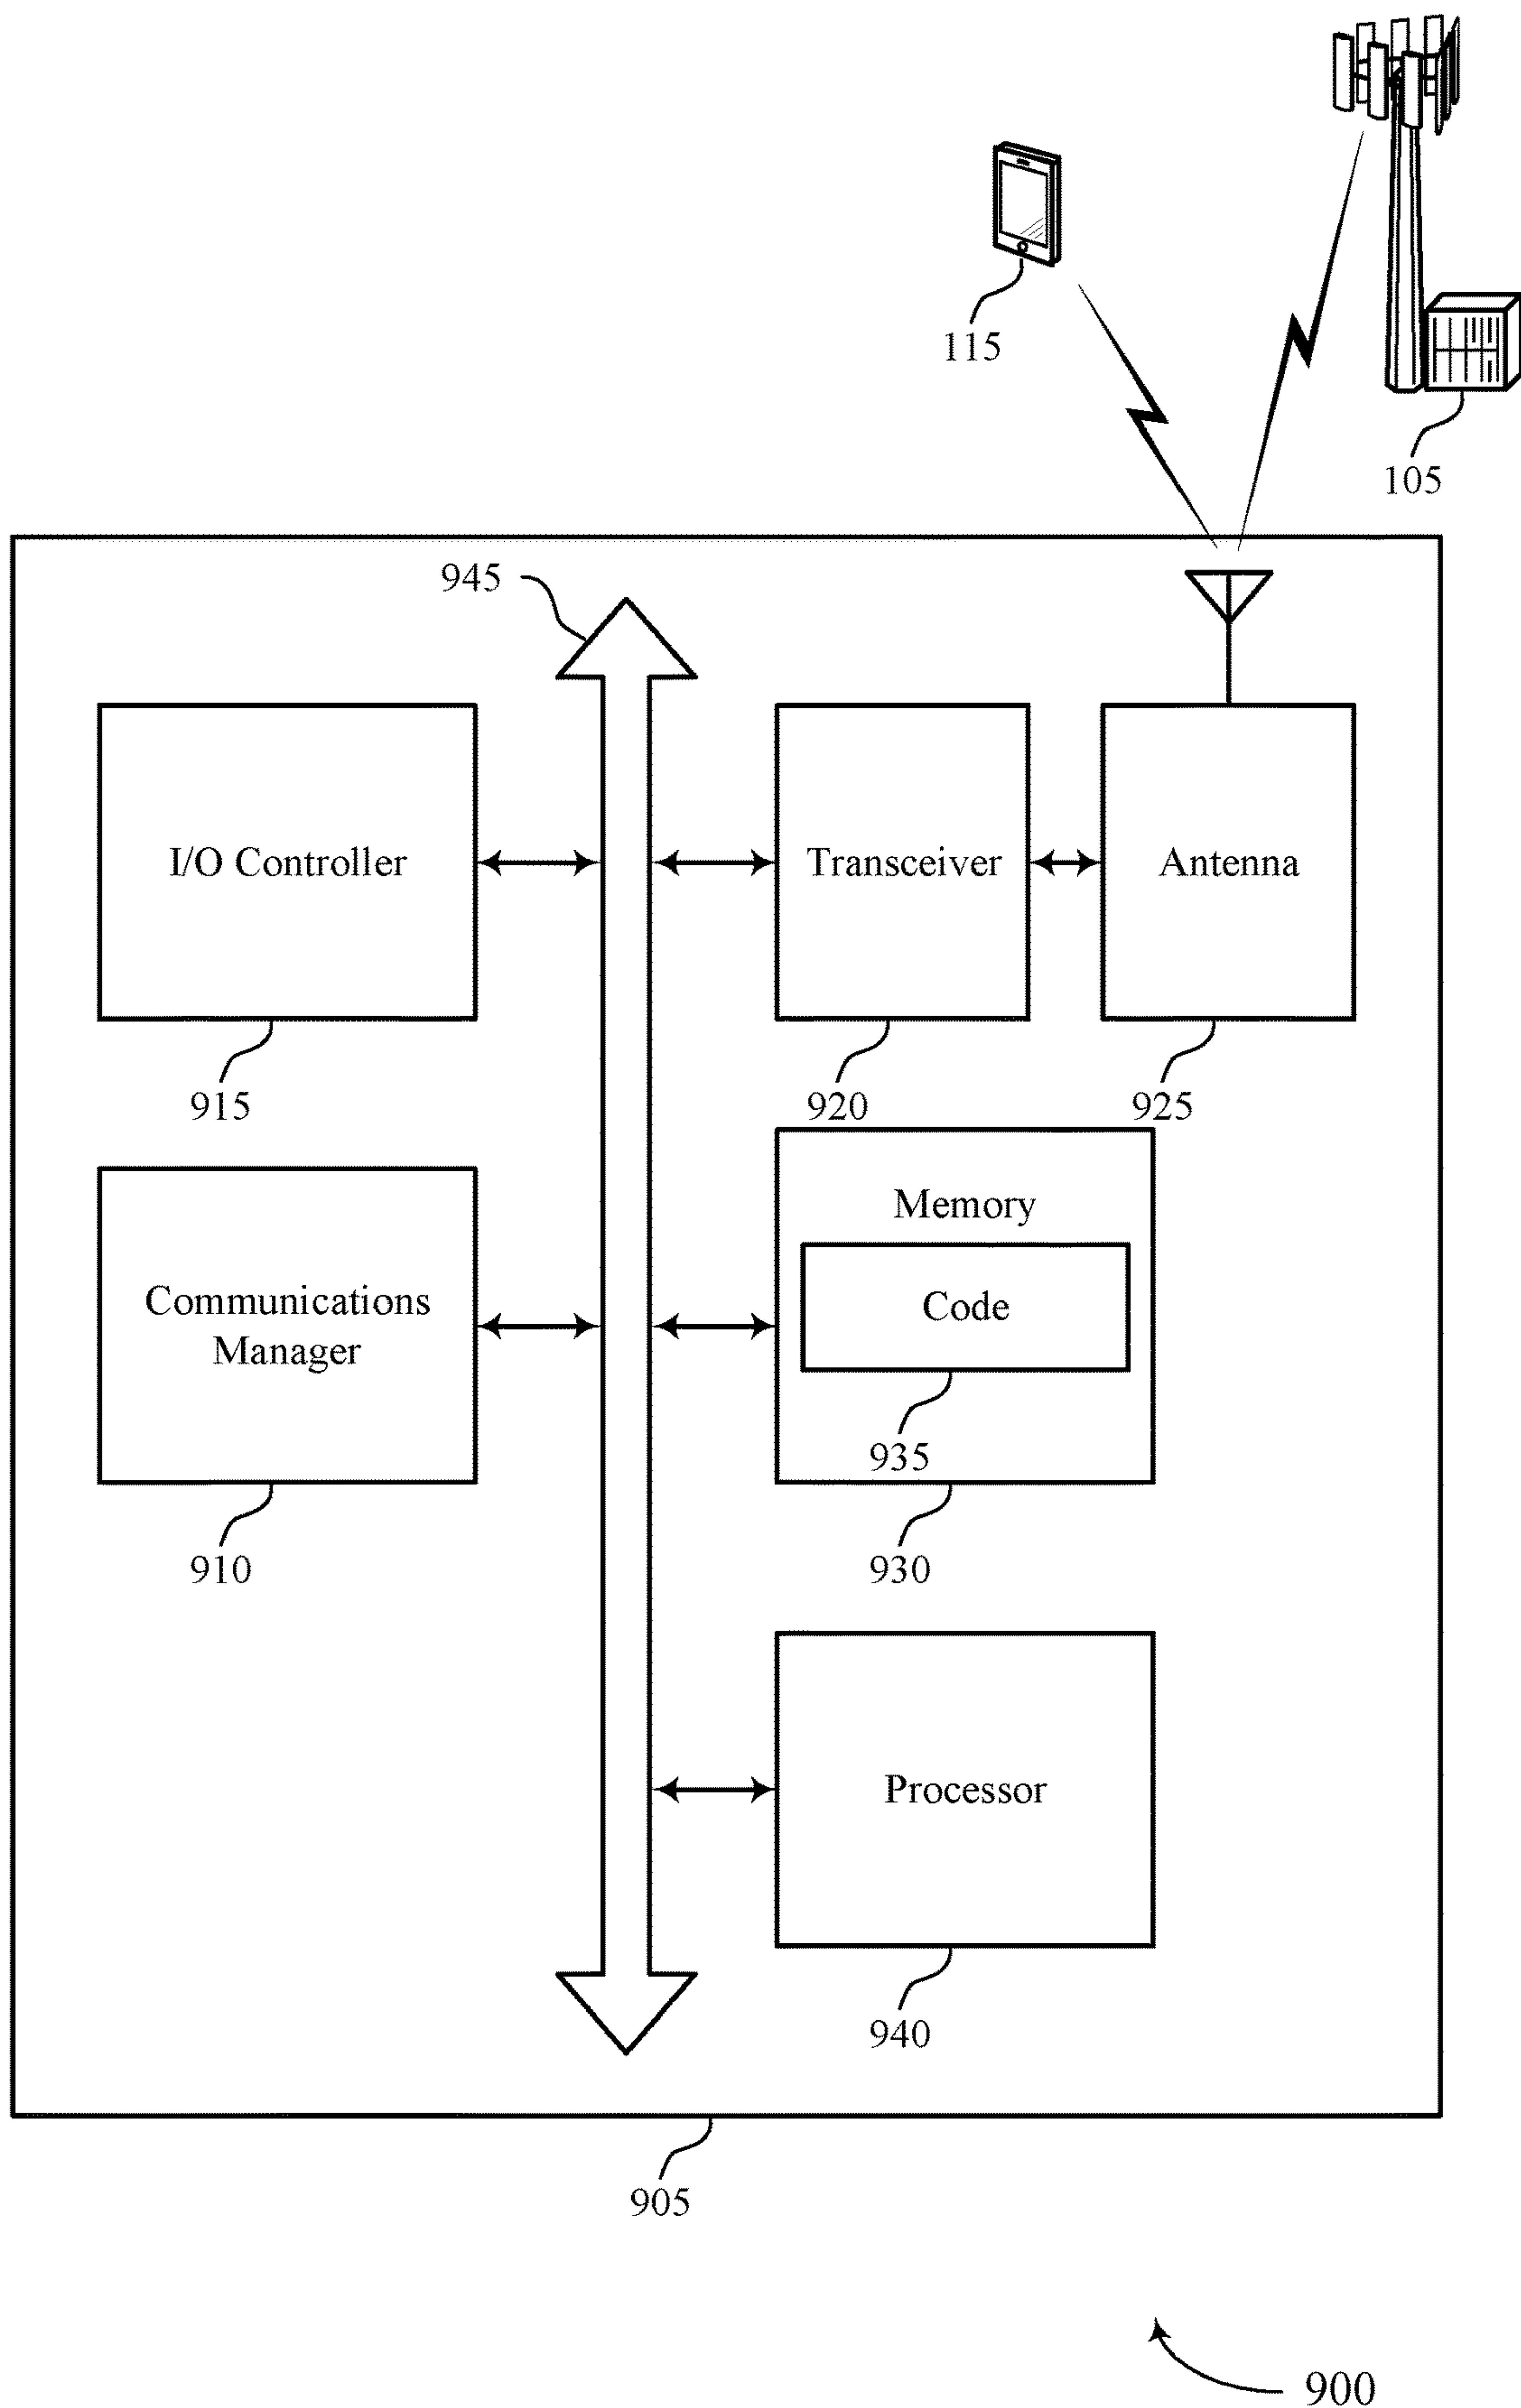 115
105
945
I/O Controller
Transceiver
Antenna
915
920
925
Communications
Manager
Memory
Code
935
910
930
Processor
940
905
900